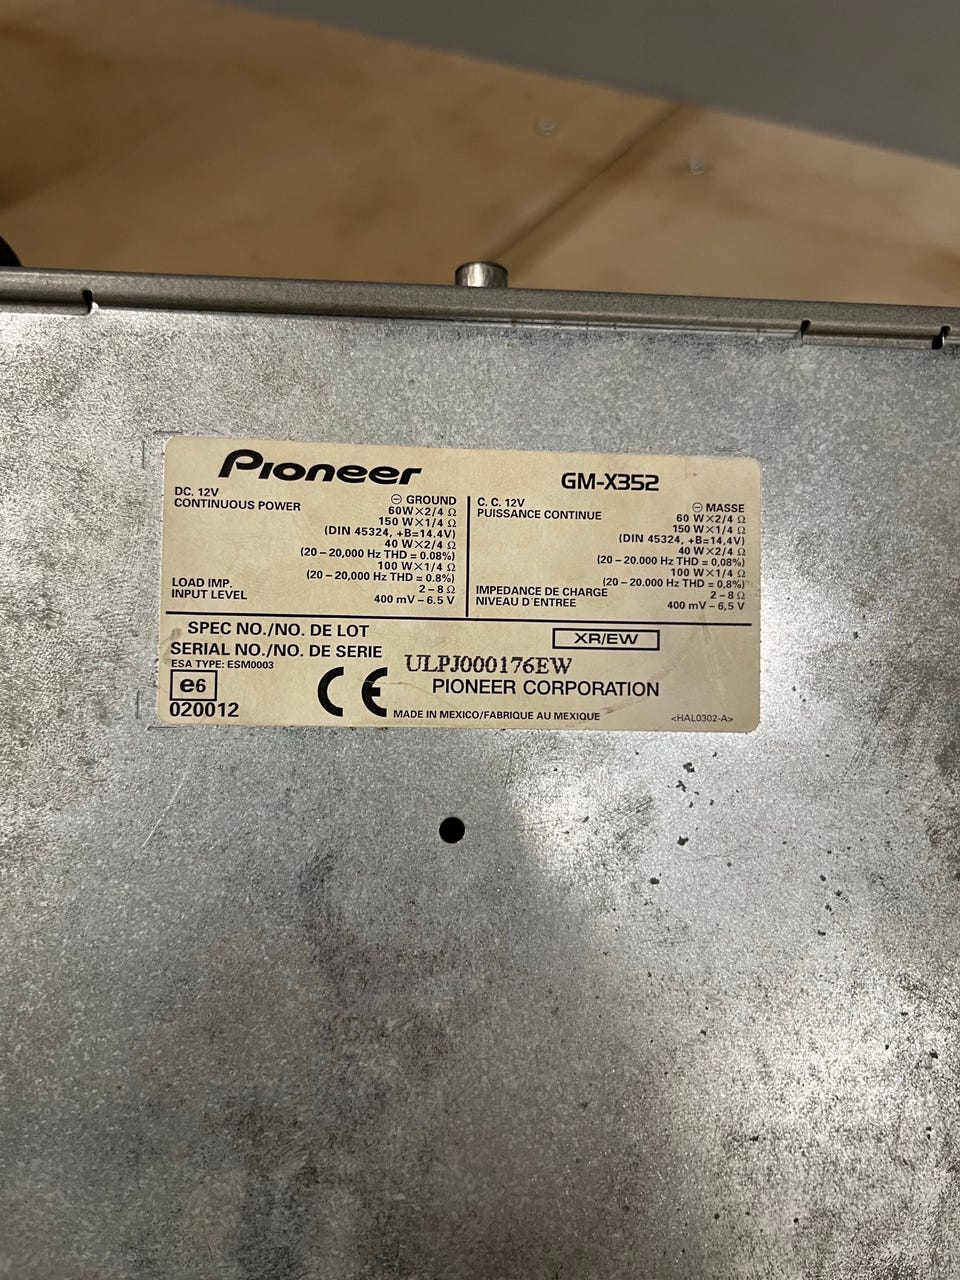 Pioneer
GM-X352
DC. 12V
⊖ GROUND
CONTINUOUS POWER
60W×2/4 Ω
150 W×1/4 Ω
(DIN 45324, +B=14,4V)
40 W×2/4 Ω
(20 – 20,000 Hz THD = 0.08%)
100 W×1/4 Ω
(20 – 20,000 Hz THD = 0.8%)
LOAD IMP.
2 – 8 Ω
INPUT LEVEL
400 mV – 6.5 V
C. C. 12V
⊖ MASSE
PUISSANCE CONTINUE
60 W×2/4 Ω
150 W×1/4 Ω
(DIN 45324, +B=14,4V)
40 W×2/4 Ω
(20 – 20.000 Hz THD = 0,08%)
100 W×1/4 Ω
(20 – 20.000 Hz THD = 0,8%)
IMPEDANCE DE CHARGE
2 – 8 Ω
NIVEAU D'ENTREE
400 mV – 6,5 V
SPEC NO./NO. DE LOT
XR/EW
SERIAL NO./NO. DE SERIE
ULPJ000176EW
ESA TYPE: ESM0003
e6
CE
PIONEER CORPORATION
020012
MADE IN MEXICO/FABRIQUE AU MEXIQUE
<HAL0302-A>